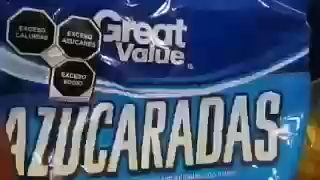 EXCESO
CALORÍAS
EXCESO
AZÚCARES
EXCESO
SODIO
Great
Value
AZUCARADAS